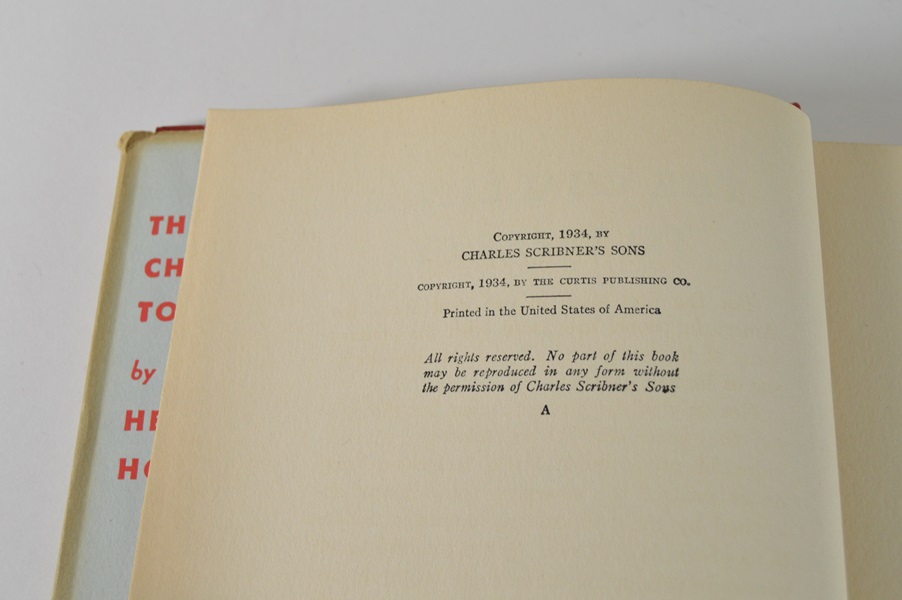 TH
CH
TO
by
HE
HO
COPYRIGHT, 1934, BY
CHARLES SCRIBNER'S SONS
COPYRIGHT, 1934, BY THE CURTIS PUBLISHING CO.
Printed in the United States of America
All rights reserved. No part of this book
may be reproduced in any form without
the permission of Charles Scribner's Sons
A